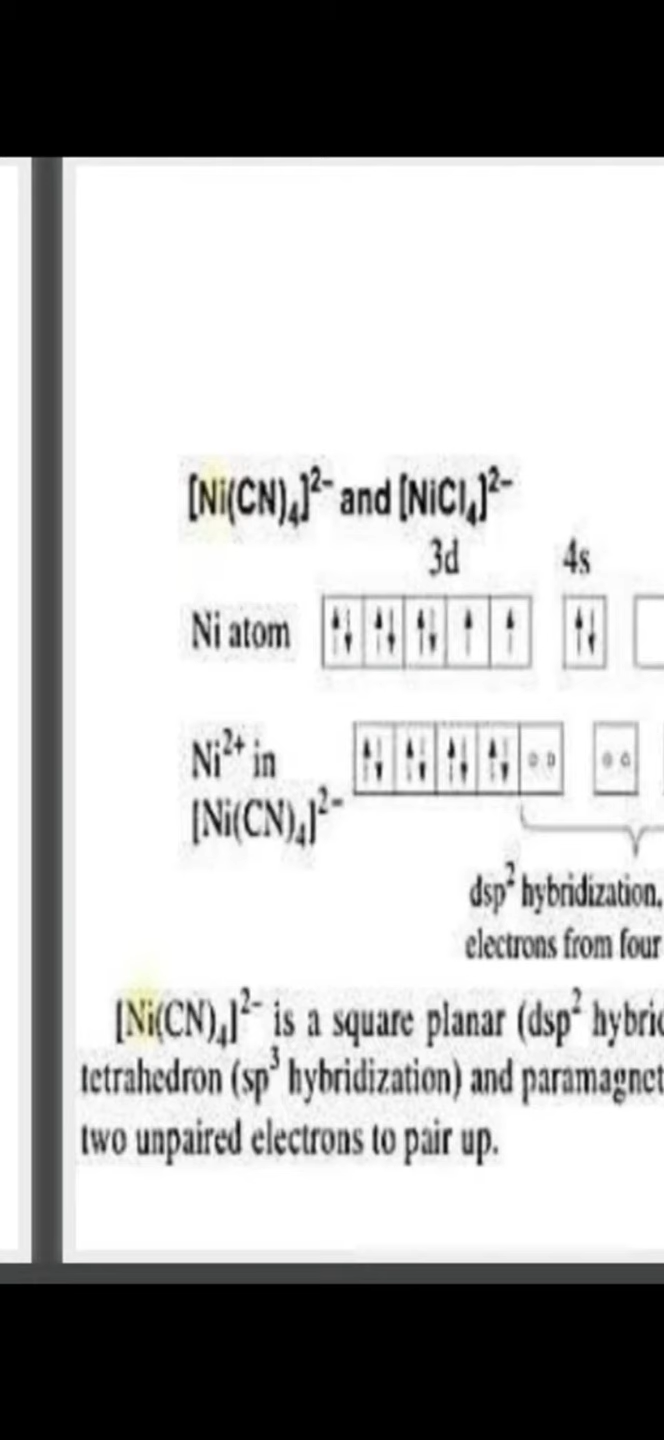 [Ni(CN)₄]²⁻ and [NiCl₄]²⁻
3d 4s
Ni atom
Ni²⁺ in
[Ni(CN)₄]²⁻
dsp² hybridization,
electrons from four
[Ni(CN)₄]²⁻ is a square planar (dsp² hybri
tetrahedron (sp³ hybridization) and paramagnet
two unpaired electrons to pair up.